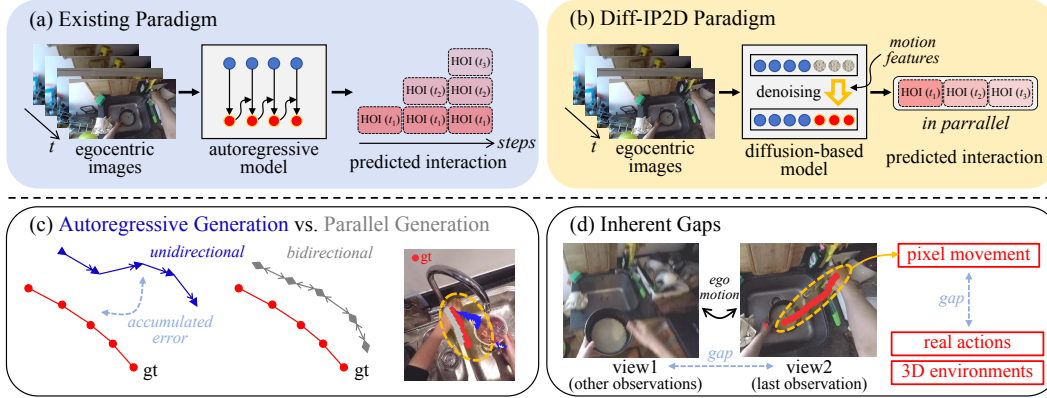 (a) Existing Paradigm
t
egocentric
images
autoregressive
model
HOI (t₃)
HOI (t₂) HOI (t₂)
HOI (t₁) HOI (t₁) HOI (t₁)
steps
predicted interaction
(b) Diff-IP2D Paradigm
t
egocentric
images
denoising
diffusion-based
model
motion
features
HOI (t₁) HOI (t₂) HOI (t₃)
in parrallel
predicted interaction
(c) Autoregressive Generation vs. Parallel Generation
unidirectional
accumulated
error
gt
bidirectional
gt
gt
(d) Inherent Gaps
ego
motion
gap
view1
(other observations)
view2
(last observation)
pixel movement
gap
real actions
3D environments